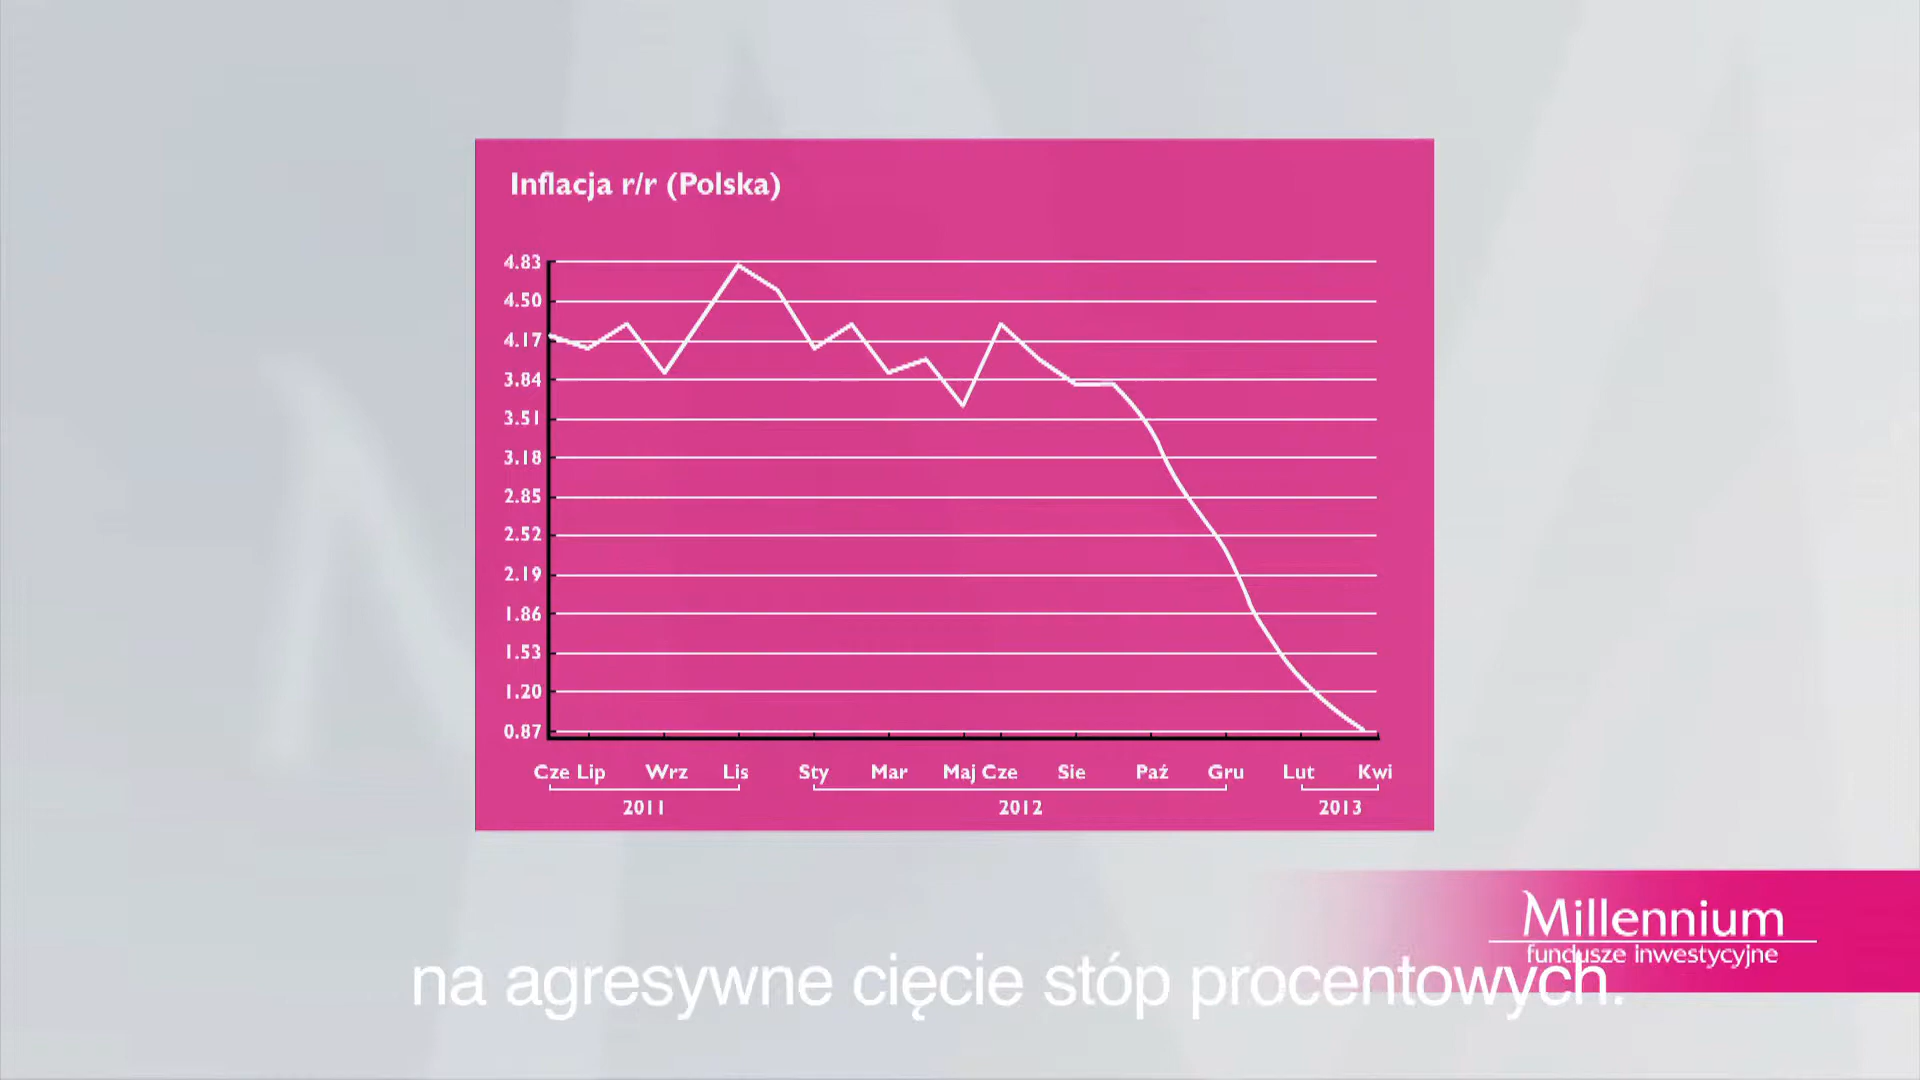 Inflacja r/r (Polska)
4.83
4.50
4.17
3.84
3.51
3.18
2.85
2.52
2.19
1.86
1.53
1.20
0.87
Cze Lip Wrz Lis Sty Mar Maj Cze Sie Paź Gru Lut Kwi
2011 2012 2013
Millennium
fundusze inwestycyjne
na agresywne cięcie stóp procentowych.